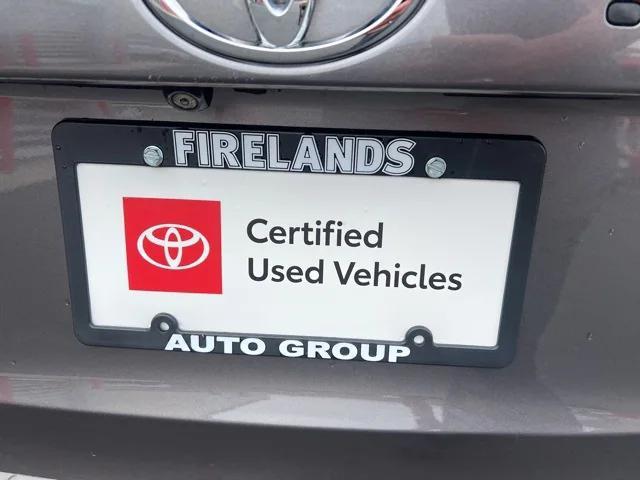 FIRELANDS
Certified
Used Vehicles
AUTO GROUP